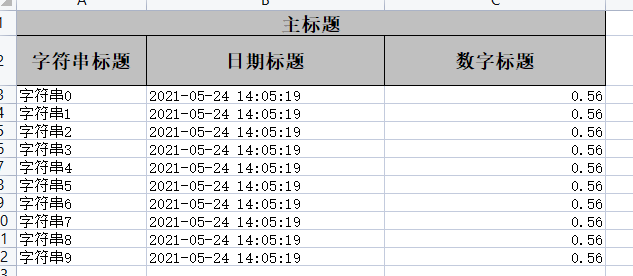 A B C
1 主标题
2 字符串标题 日期标题 数字标题
3 字符串0 2021-05-24 14:05:19 0.56
4 字符串1 2021-05-24 14:05:19 0.56
5 字符串2 2021-05-24 14:05:19 0.56
6 字符串3 2021-05-24 14:05:19 0.56
7 字符串4 2021-05-24 14:05:19 0.56
8 字符串5 2021-05-24 14:05:19 0.56
9 字符串6 2021-05-24 14:05:19 0.56
0 字符串7 2021-05-24 14:05:19 0.56
1 字符串8 2021-05-24 14:05:19 0.56
2 字符串9 2021-05-24 14:05:19 0.56
3